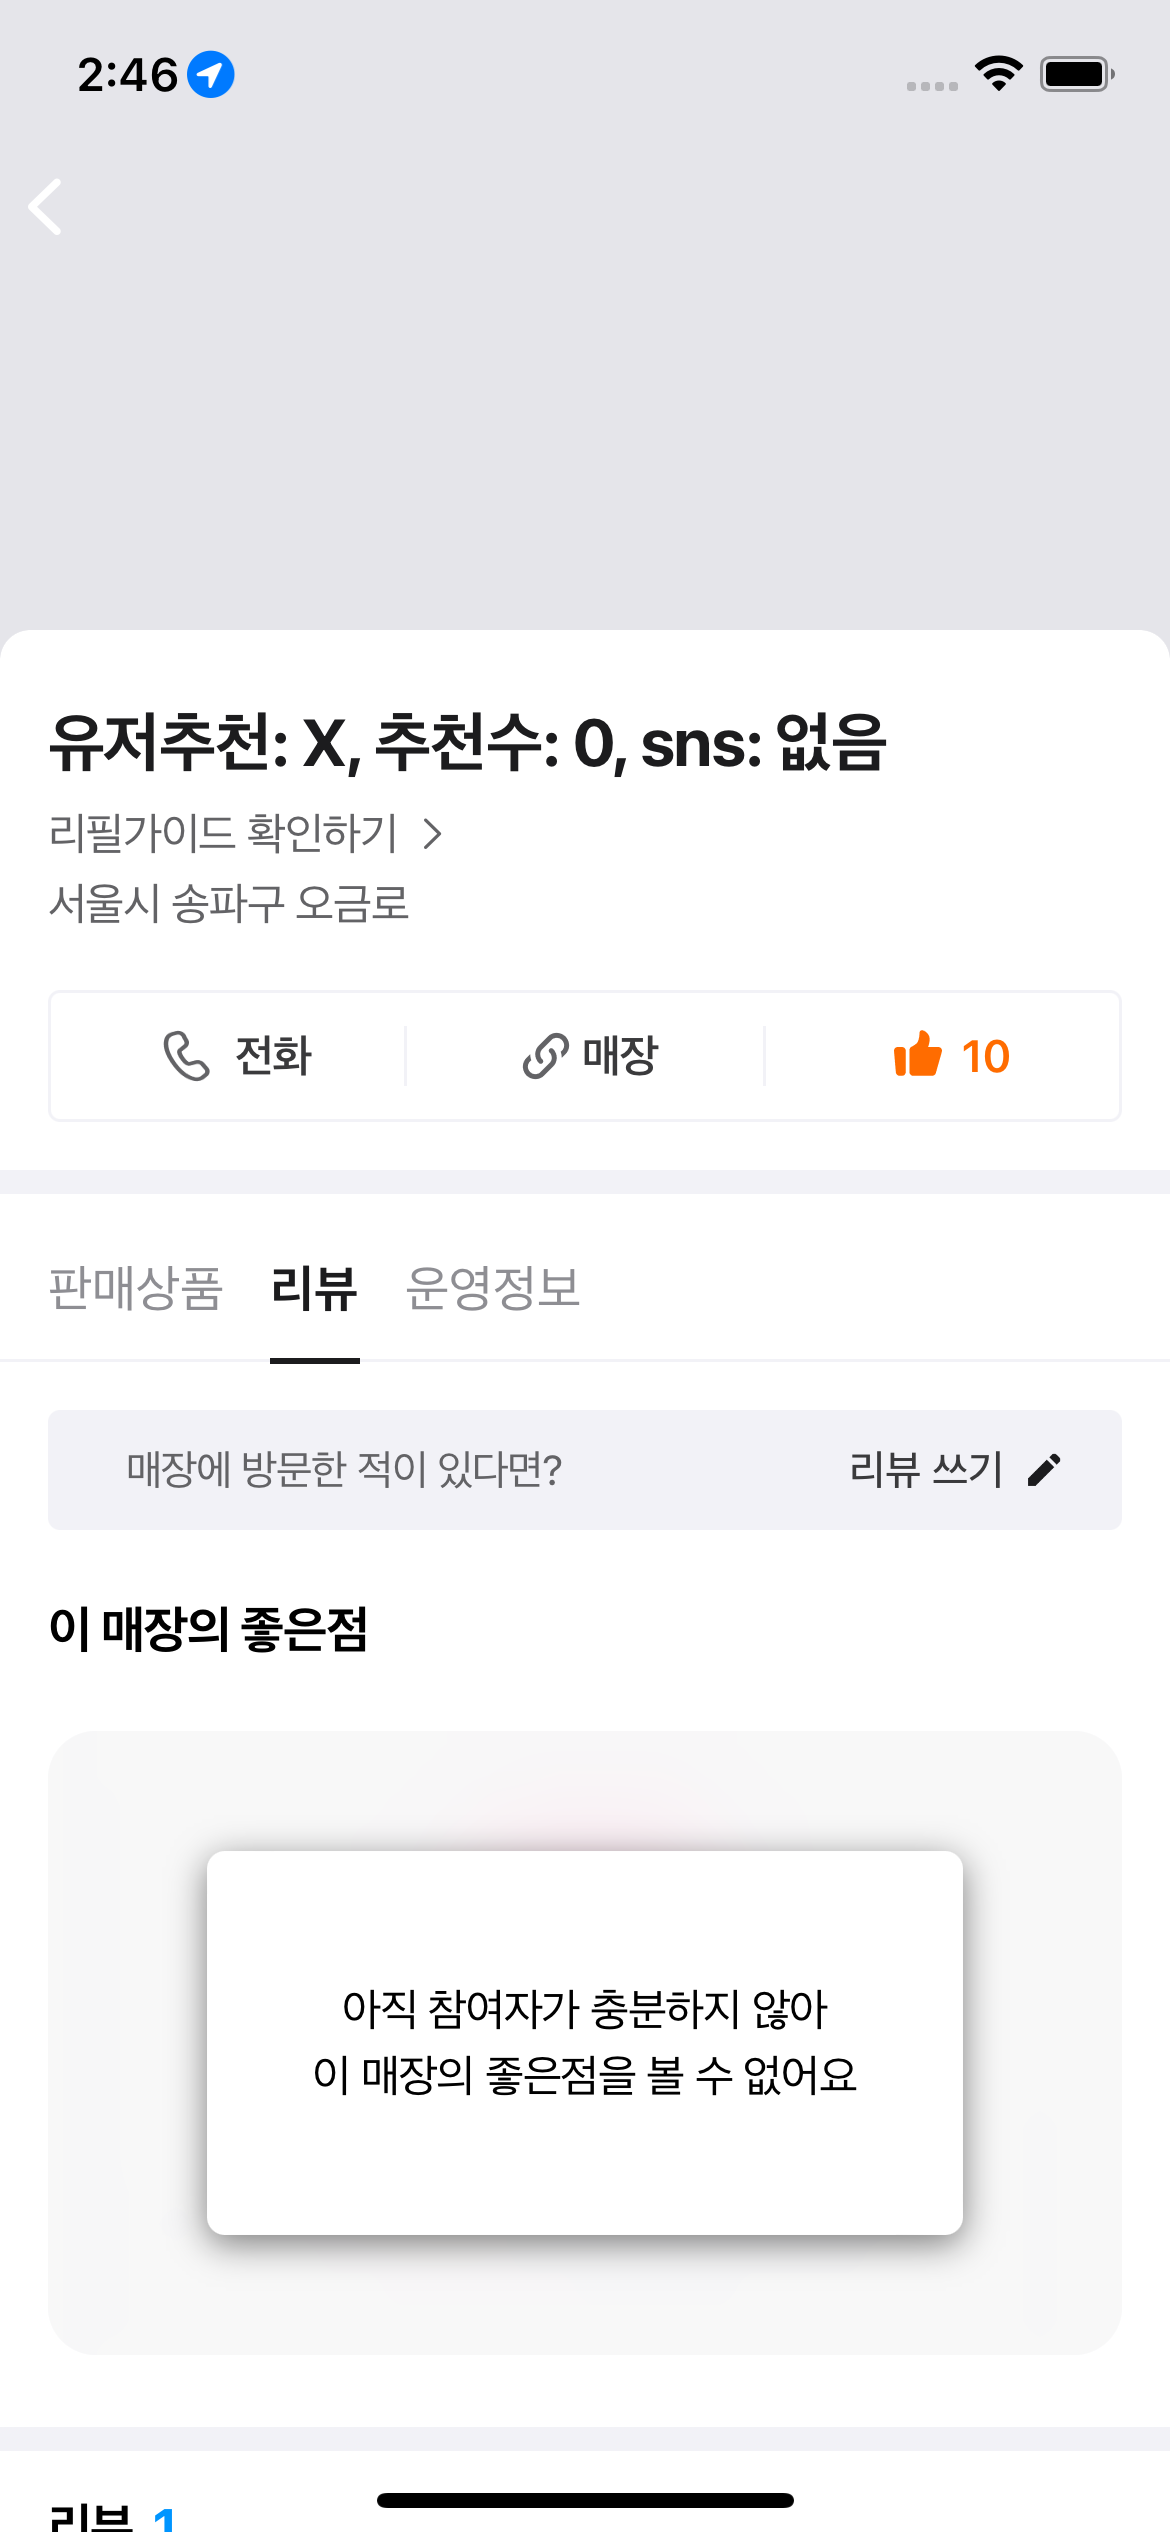 2:46
유저추천: X, 추천수: 0, sns: 없음
리필가이드 확인하기
서울시 송파구 오금로
전화
매장
10
판매상품 리뷰 운영정보
매장에 방문한 적이 있다면? 리뷰 쓰기
이 매장의 좋은점
아직 참여자가 충분하지 않아
이 매장의 좋은점을 볼 수 없어요
리뷰 1